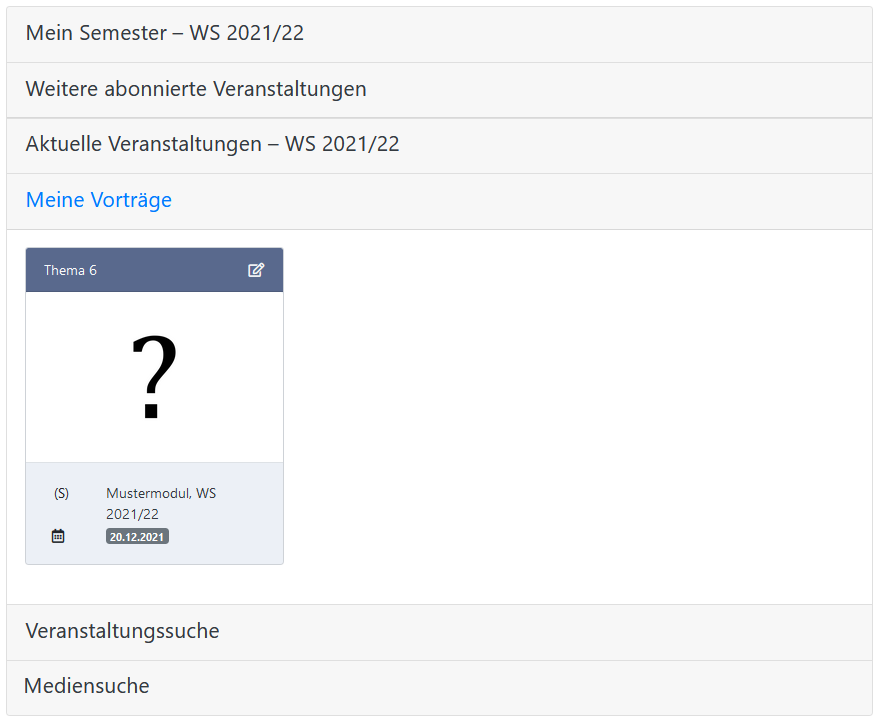 Mein Semester – WS 2021/22
Weitere abonnierte Veranstaltungen
Aktuelle Veranstaltungen – WS 2021/22
Meine Vorträge
Thema 6
?
(S) Mustermodul, WS
2021/22
20.12.2021
Veranstaltungssuche
Mediensuche